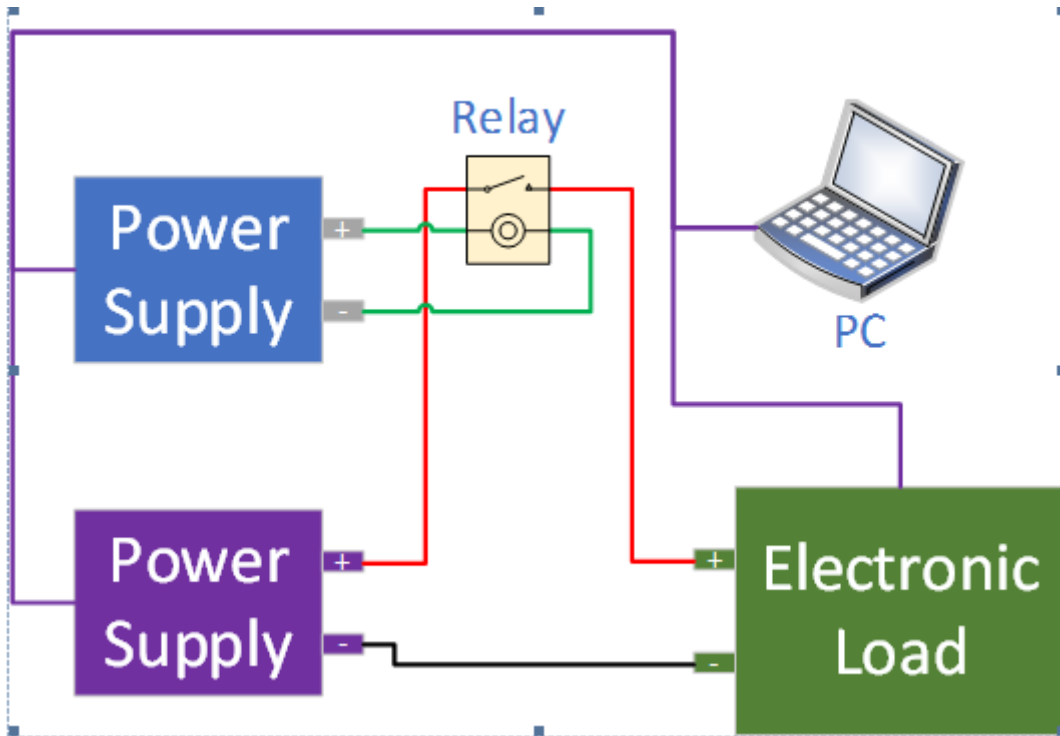 Relay
Power
Supply
+
-
PC
Power
Supply
+
-
+
-
Electronic
Load